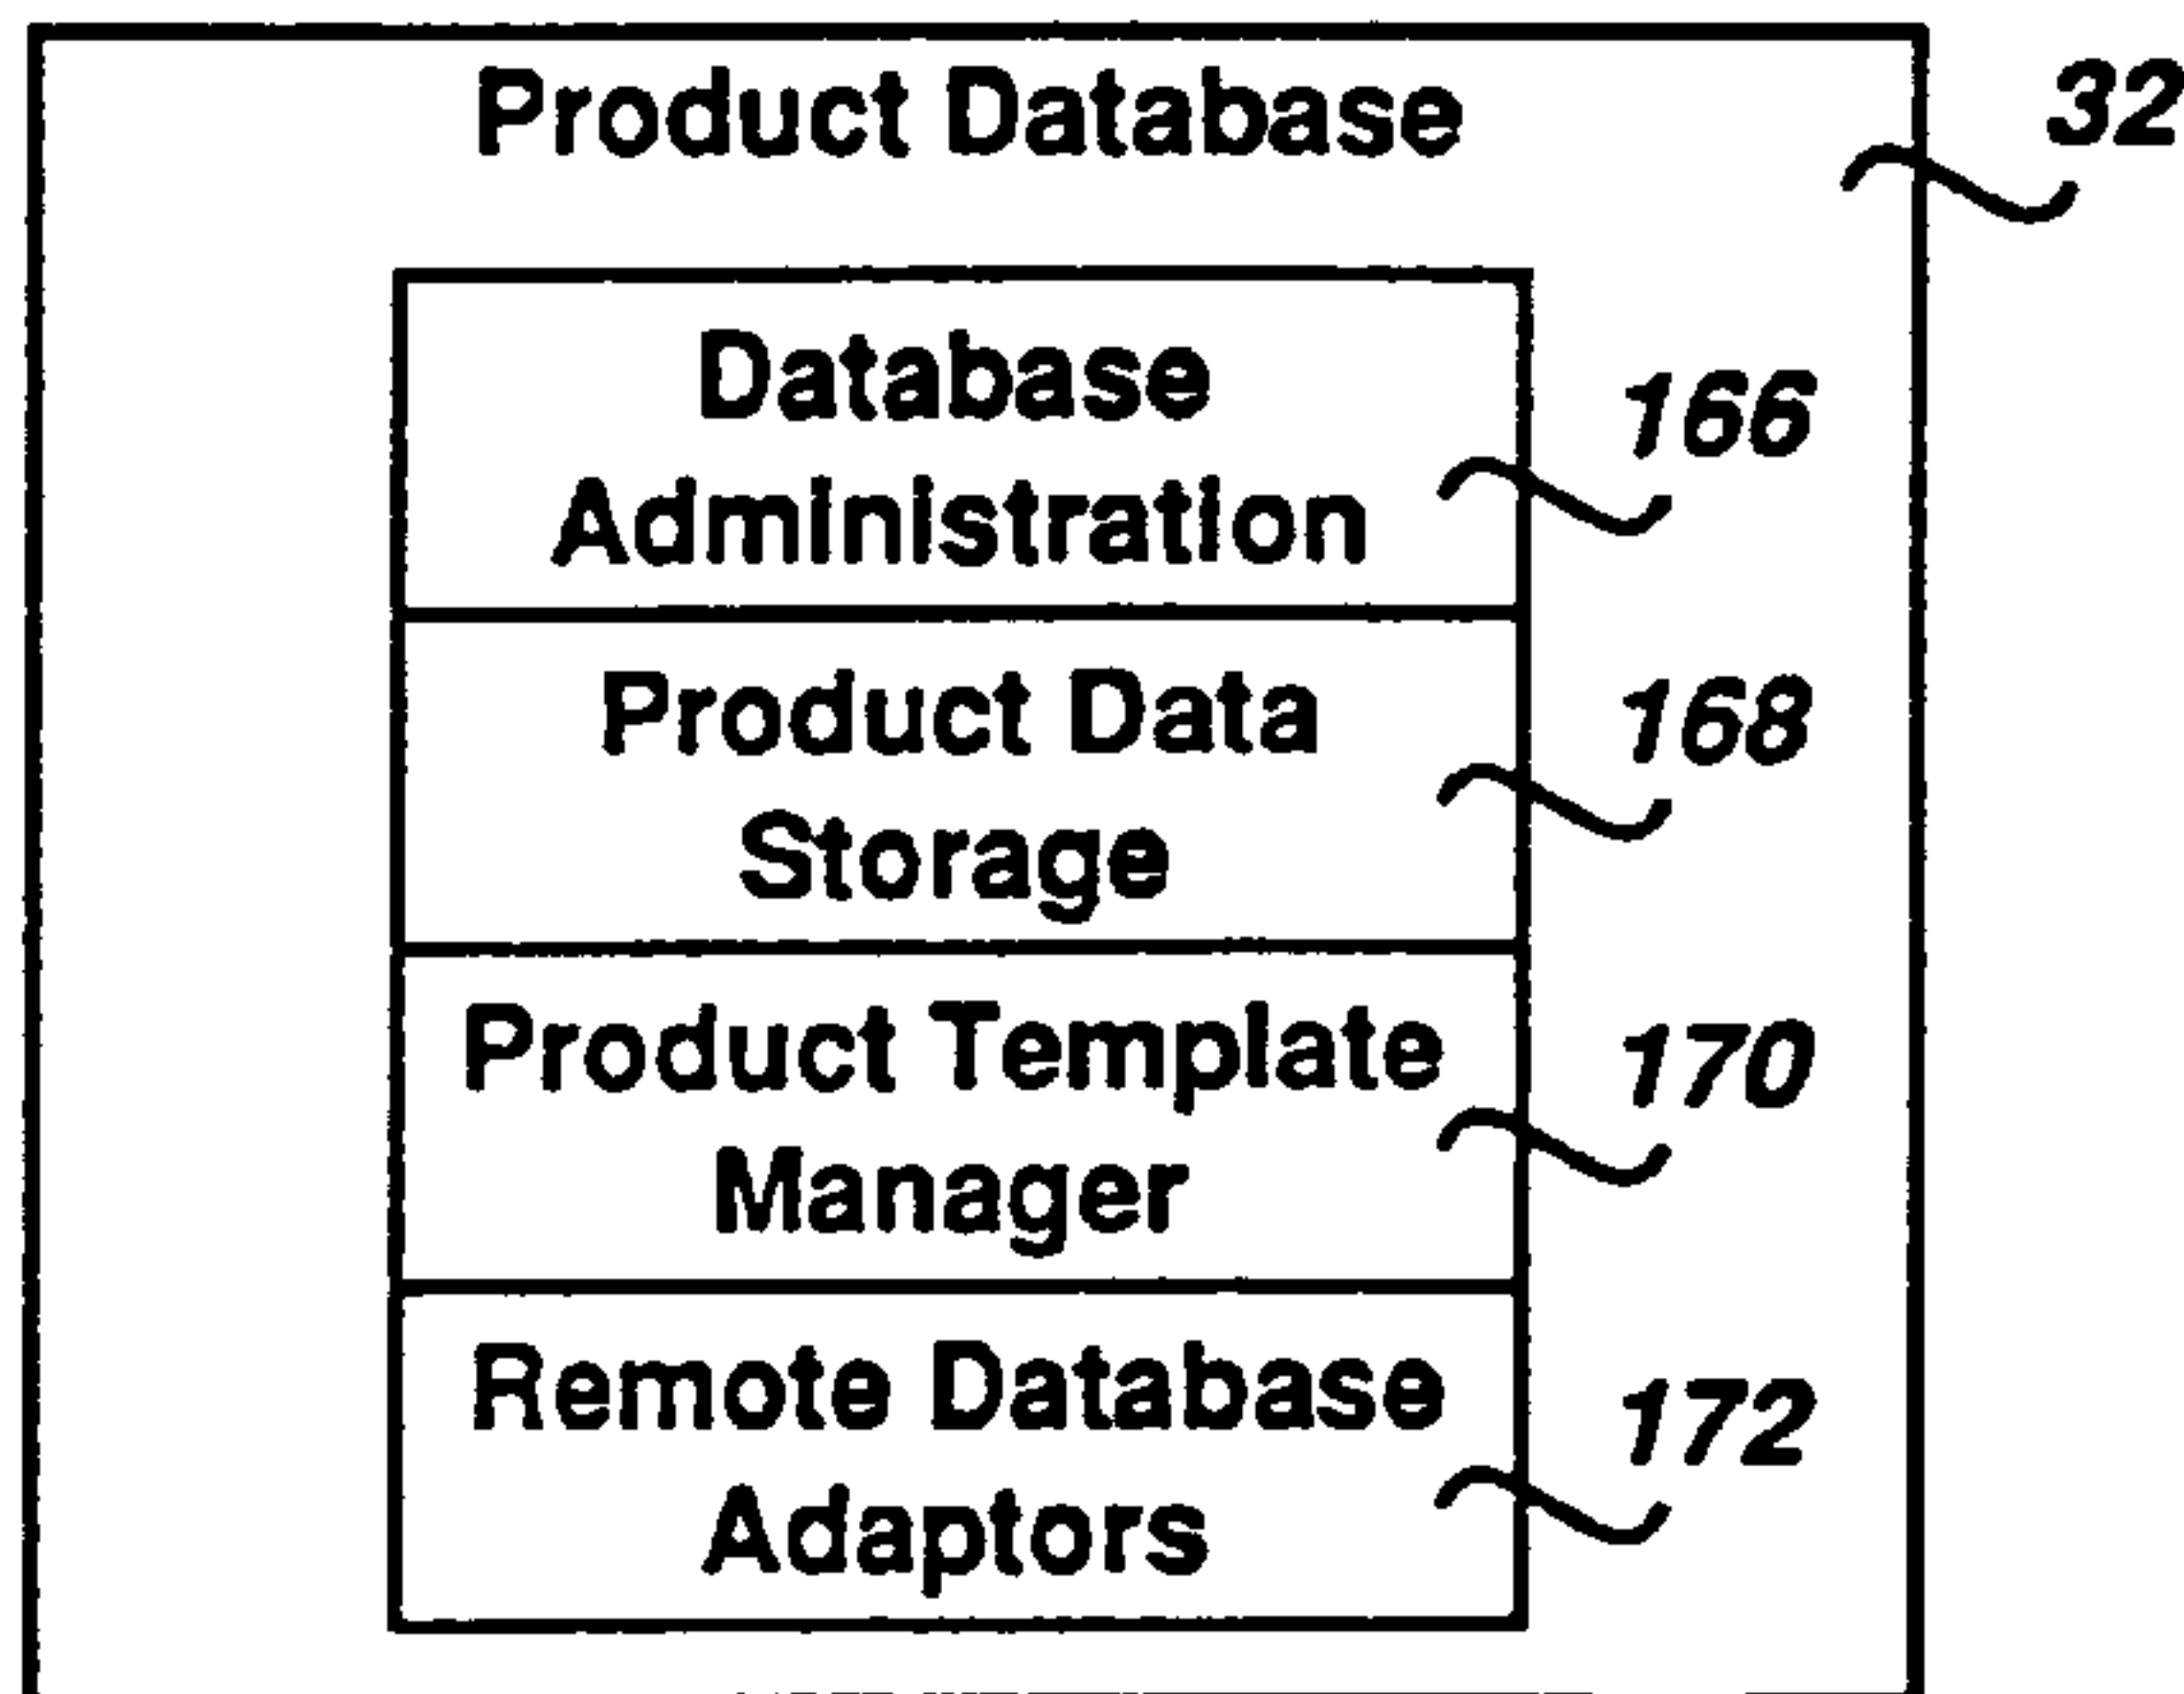 Product Database
32
Database
Administration
166
Product Data
Storage
168
Product Template
Manager
170
Remote Database
Adaptors
172